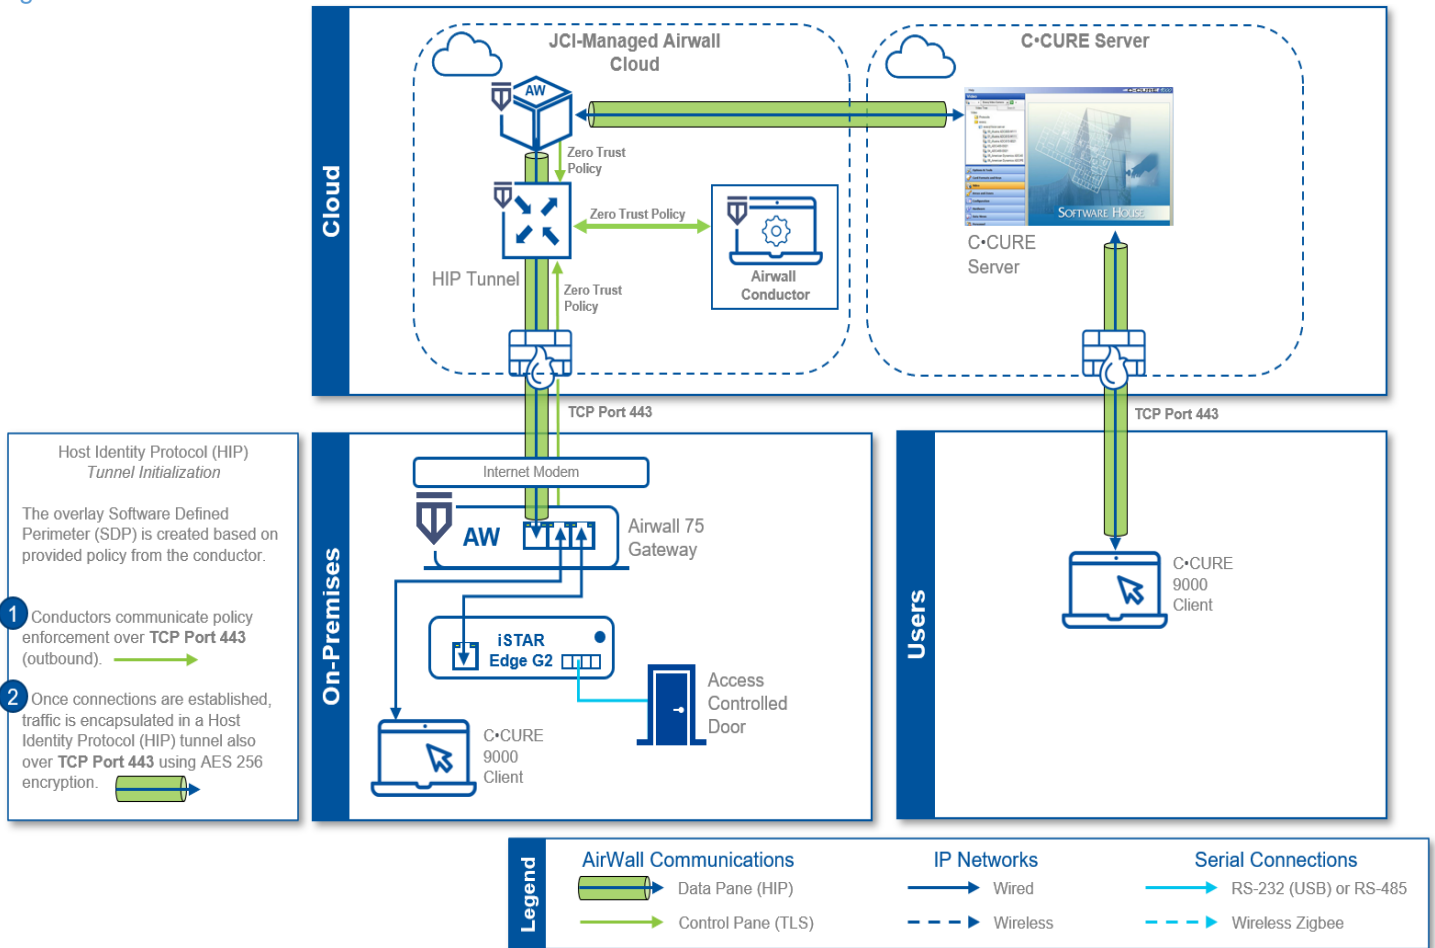 JCI-Managed Airwall
Cloud
C•CURE Server
AW
Zero Trust
Policy
Zero Trust Policy
HIP Tunnel
Zero Trust
Policy
Airwall
Conductor
SOFTWARE HOUSE
C•CURE
Server
Cloud
TCP Port 443
TCP Port 443
Host Identity Protocol (HIP)
Tunnel Initialization
The overlay Software Defined
Perimeter (SDP) is created based on
provided policy from the conductor.
1 Conductors communicate policy
enforcement over TCP Port 443
(outbound).
2 Once connections are established,
traffic is encapsulated in a Host
Identity Protocol (HIP) tunnel also
over TCP Port 443 using AES 256
encryption.
On-Premises
Internet Modem
AW
Airwall 75
Gateway
iSTAR
Edge G2
Access
Controlled
Door
C•CURE
9000
Client
Users
C•CURE
9000
Client
Legend
AirWall Communications
Data Pane (HIP)
Control Pane (TLS)
IP Networks
Wired
Wireless
Serial Connections
RS-232 (USB) or RS-485
Wireless Zigbee